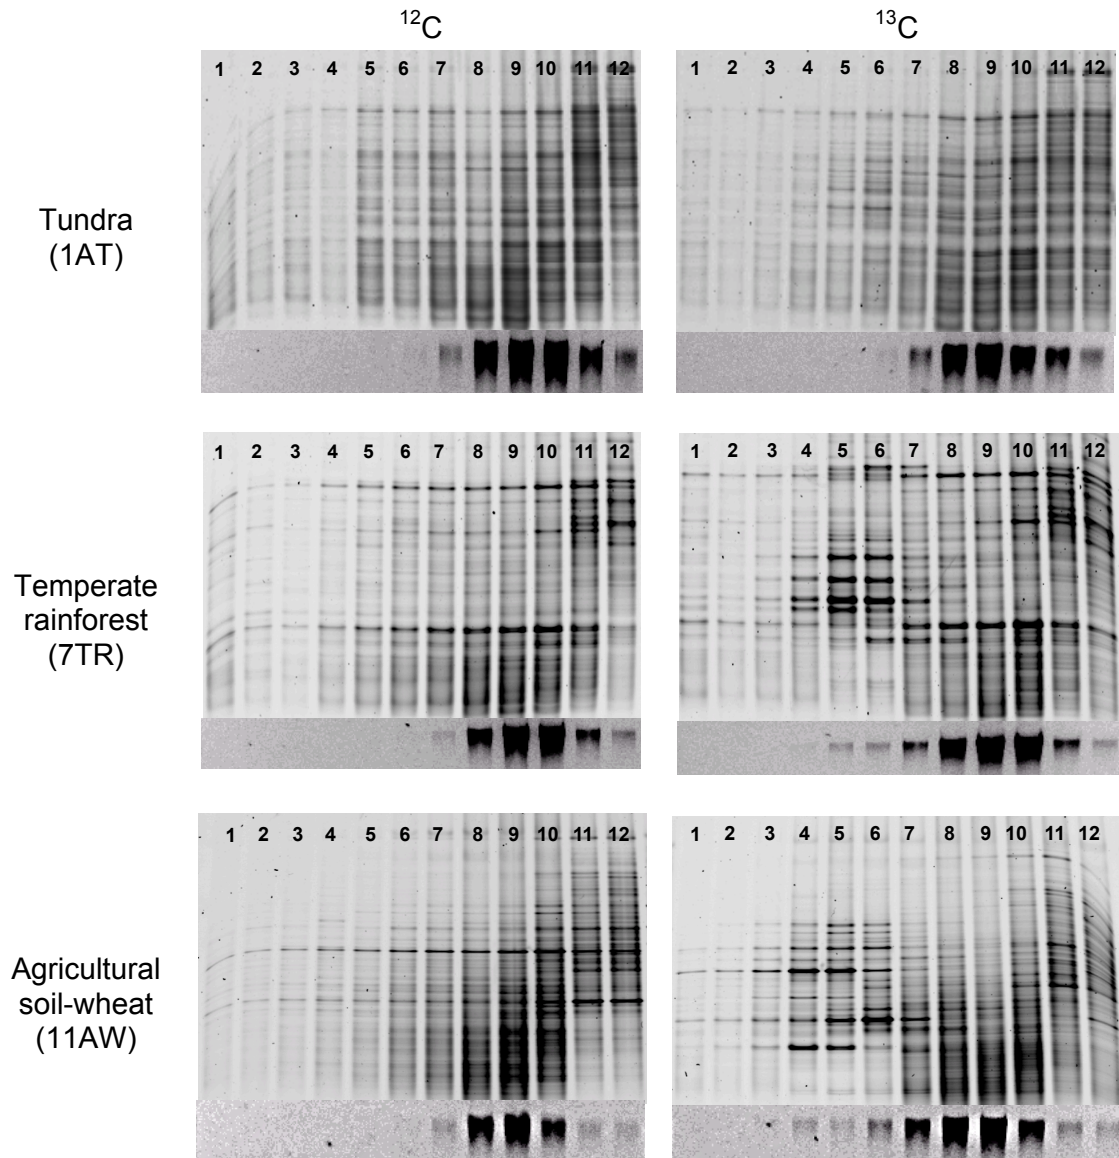 ¹²C ¹³C
1 2 3 4 5 6 7 8 9 10 11 12 1 2 3 4 5 6 7 8 9 10 11 12
Tundra
(1AT)
1 2 3 4 5 6 7 8 9 10 11 12 1 2 3 4 5 6 7 8 9 10 11 12
Temperate
rainforest
(7TR)
1 2 3 4 5 6 7 8 9 10 11 12 1 2 3 4 5 6 7 8 9 10 11 12
Agricultural
soil-wheat
(11AW)